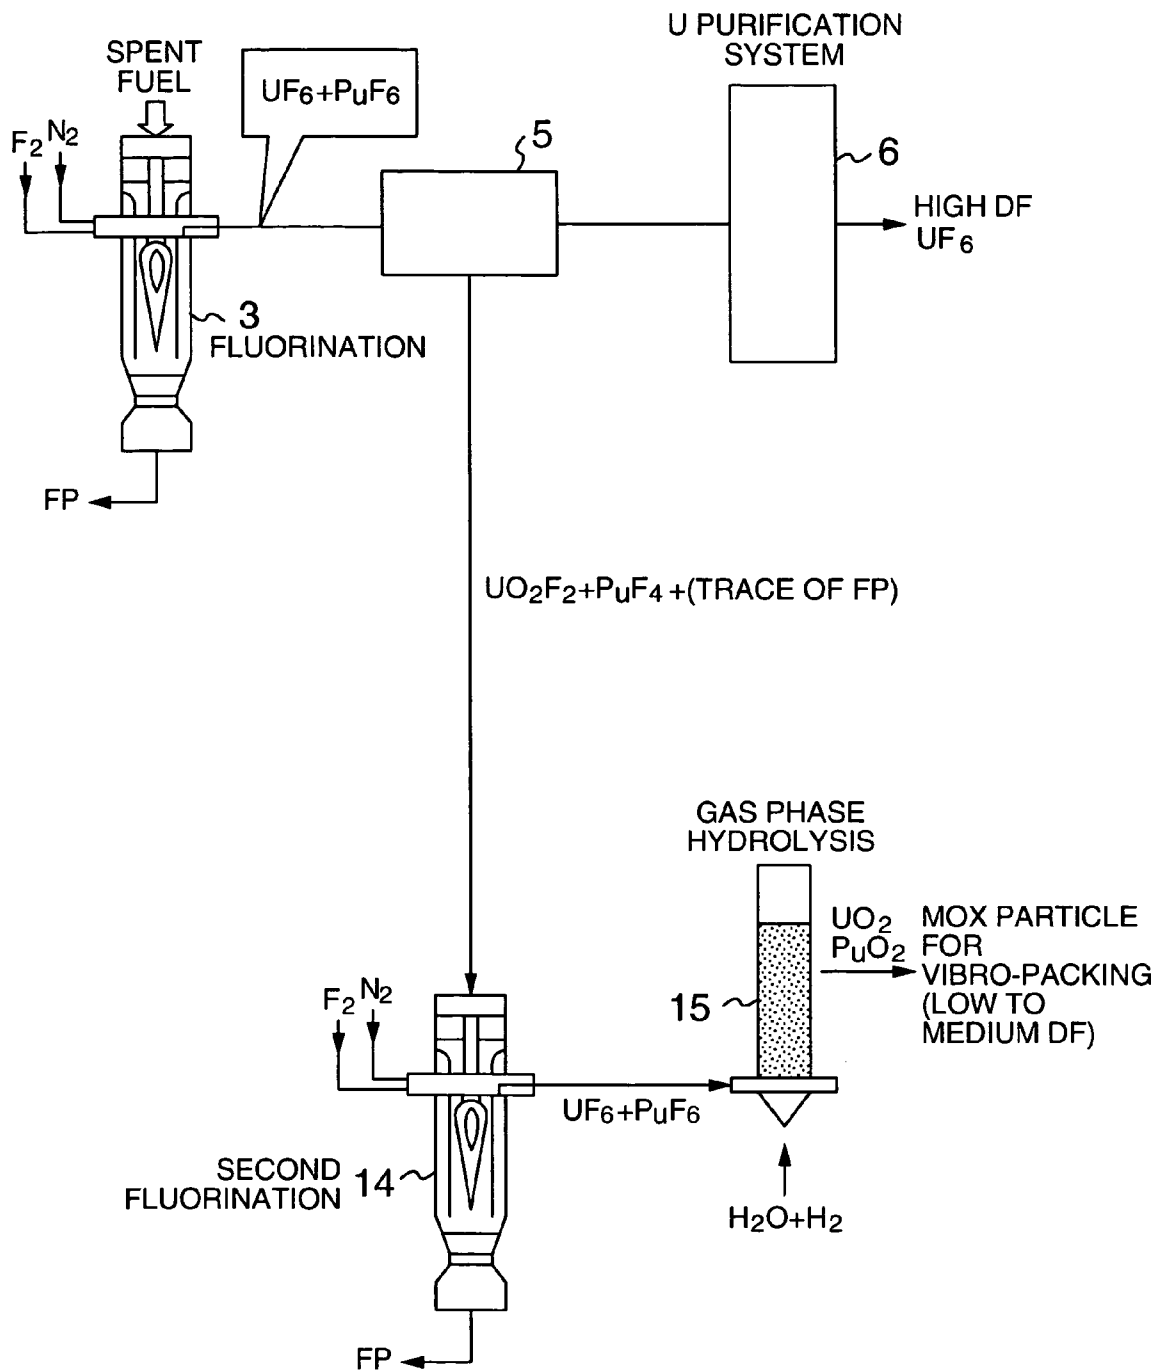 U PURIFICATION
SYSTEM
SPENT
FUEL
UF6+PuF6
F2
N2
5
6
HIGH DF
UF6
3
FLUORINATION
FP
UO2F2+PuF4+(TRACE OF FP)
GAS PHASE
HYDROLYSIS
UO2
PuO2
MOX PARTICLE
FOR
VIBRO-PACKING
(LOW TO
MEDIUM DF)
15
F2
N2
UF6+PuF6
SECOND
FLUORINATION
14
H2O+H2
FP